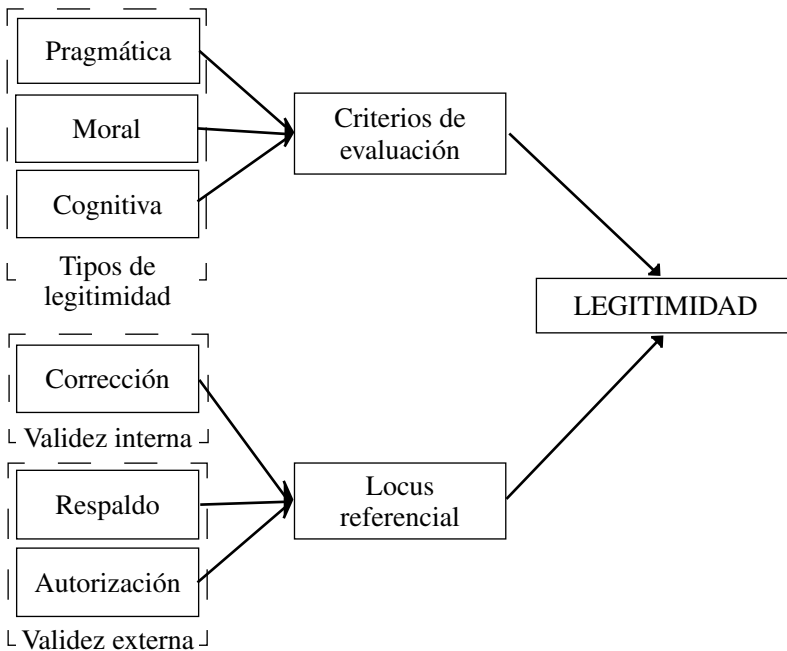 Pragmática
Moral
Cognitiva
Tipos de
legitimidad
Criterios de
evaluación
LEGITIMIDAD
Corrección
Validez interna
Respaldo
Autorización
Validez externa
Locus
referencial